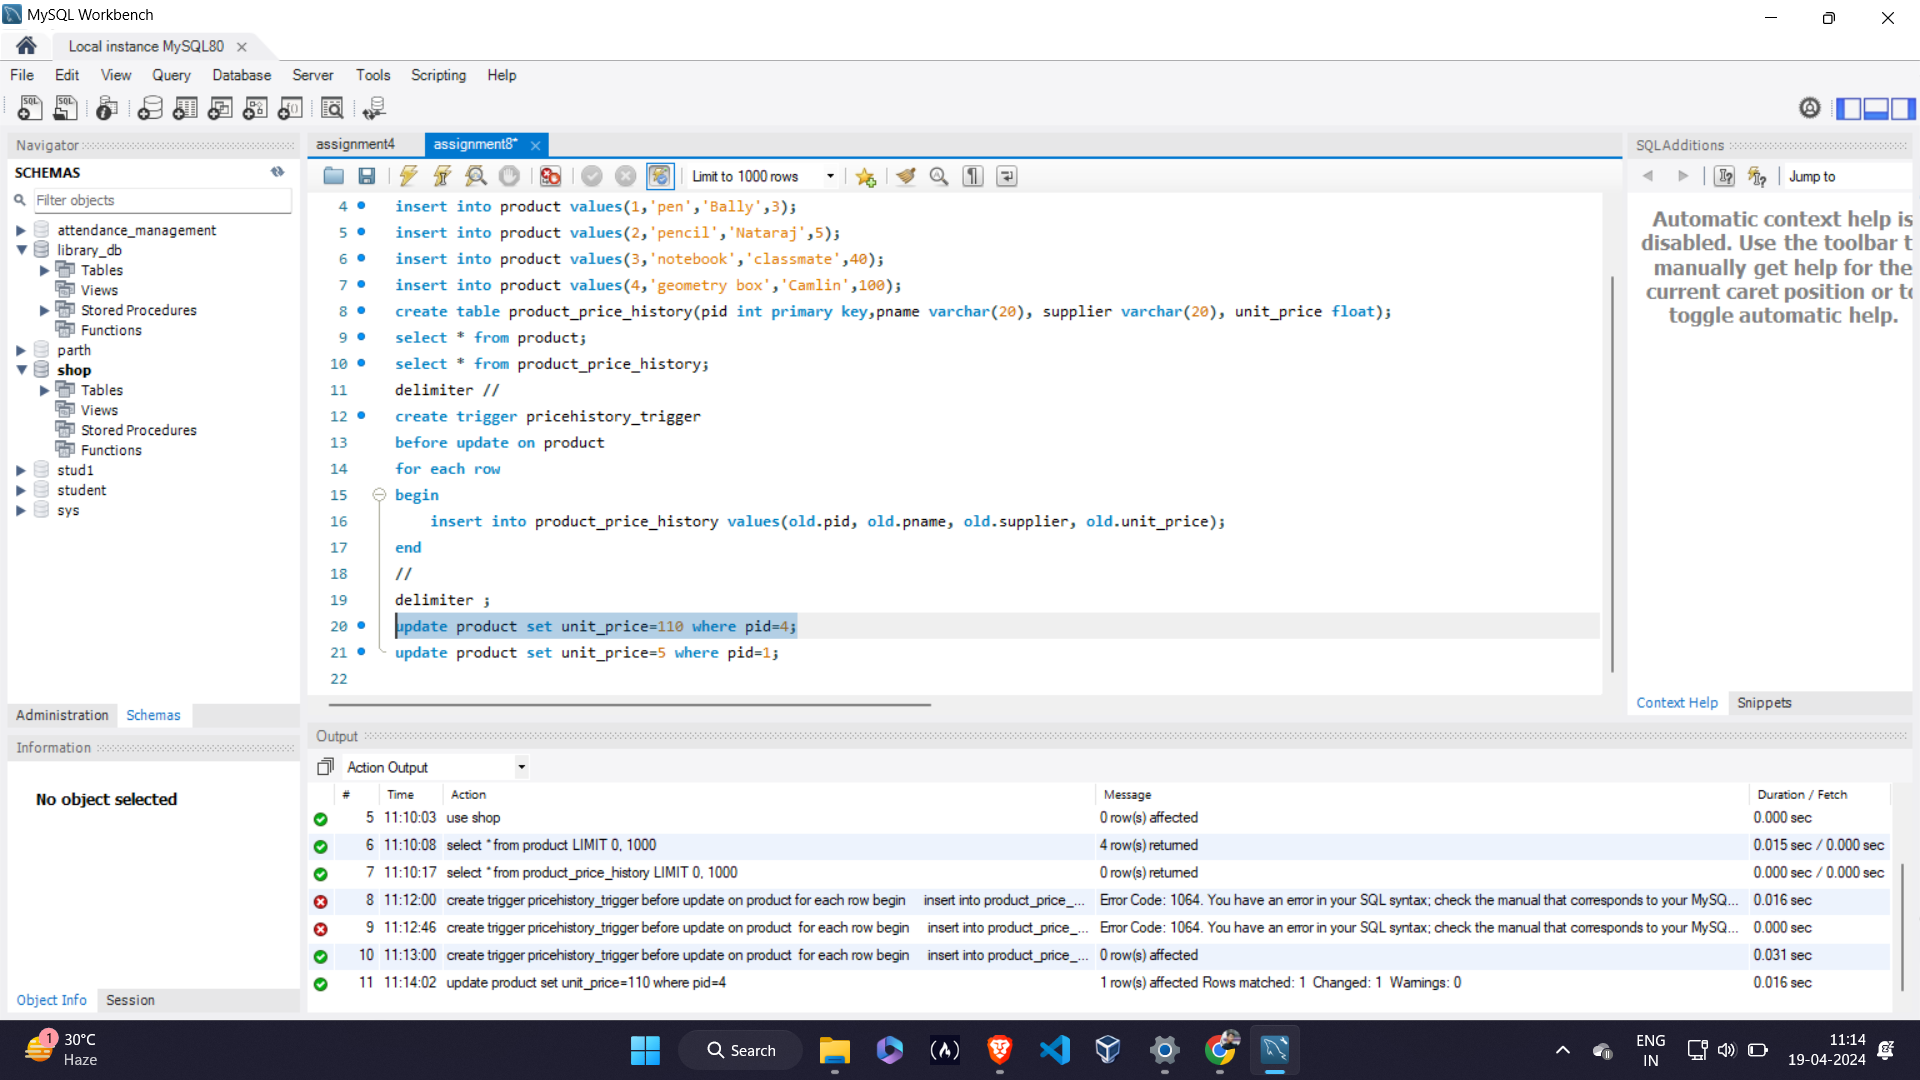 MySQL Workbench
Local instance MySQL80
File Edit View Query Database Server Tools Scripting Help
Navigator
SCHEMAS
Filter objects
attendance_management
library_db
Tables
Views
Stored Procedures
Functions
parth
shop
Tables
Views
Stored Procedures
Functions
stud1
student
sys
Administration Schemas
Information
No object selected
Object Info Session
assignment4 assignment8*
Limit to 1000 rows
4 insert into product values(1,'pen','Bally',3);
5 insert into product values(2,'pencil','Nataraj',5);
6 insert into product values(3,'notebook','classmate',40);
7 insert into product values(4,'geometry box','Camlin',100);
8 create table product_price_history(pid int primary key,pname varchar(20), supplier varchar(20), unit_price float);
9 select * from product;
10 select * from product_price_history;
11 delimiter //
12 create trigger pricehistory_trigger
13 before update on product
14 for each row
15 begin
16 insert into product_price_history values(old.pid, old.pname, old.supplier, old.unit_price);
17 end
18 //
19 delimiter ;
20 update product set unit_price=110 where pid=4;
21 update product set unit_price=5 where pid=1;
22
SQLAdditions
Jump to
Automatic context help is
disabled. Use the toolbar t
manually get help for the
current caret position or to
toggle automatic help.
Context Help Snippets
Output
Action Output
# Time Action Message Duration / Fetch
5 11:10:03 use shop 0 row(s) affected 0.000 sec
6 11:10:08 select * from product LIMIT 0, 1000 4 row(s) returned 0.015 sec / 0.000 sec
7 11:10:17 select * from product_price_history LIMIT 0, 1000 0 row(s) returned 0.000 sec / 0.000 sec
8 11:12:00 create trigger pricehistory_trigger before update on product for each row begin insert into product_price_... Error Code: 1064. You have an error in your SQL syntax; check the manual that corresponds to your MySQ... 0.016 sec
9 11:12:46 create trigger pricehistory_trigger before update on product for each row begin insert into product_price_... Error Code: 1064. You have an error in your SQL syntax; check the manual that corresponds to your MySQ... 0.000 sec
10 11:13:00 create trigger pricehistory_trigger before update on product for each row begin insert into product_price_... 0 row(s) affected 0.031 sec
11 11:14:02 update product set unit_price=110 where pid=4 1 row(s) affected Rows matched: 1 Changed: 1 Warnings: 0 0.016 sec
1
30°C
Haze
Search
ENG
IN
11:14
19-04-2024